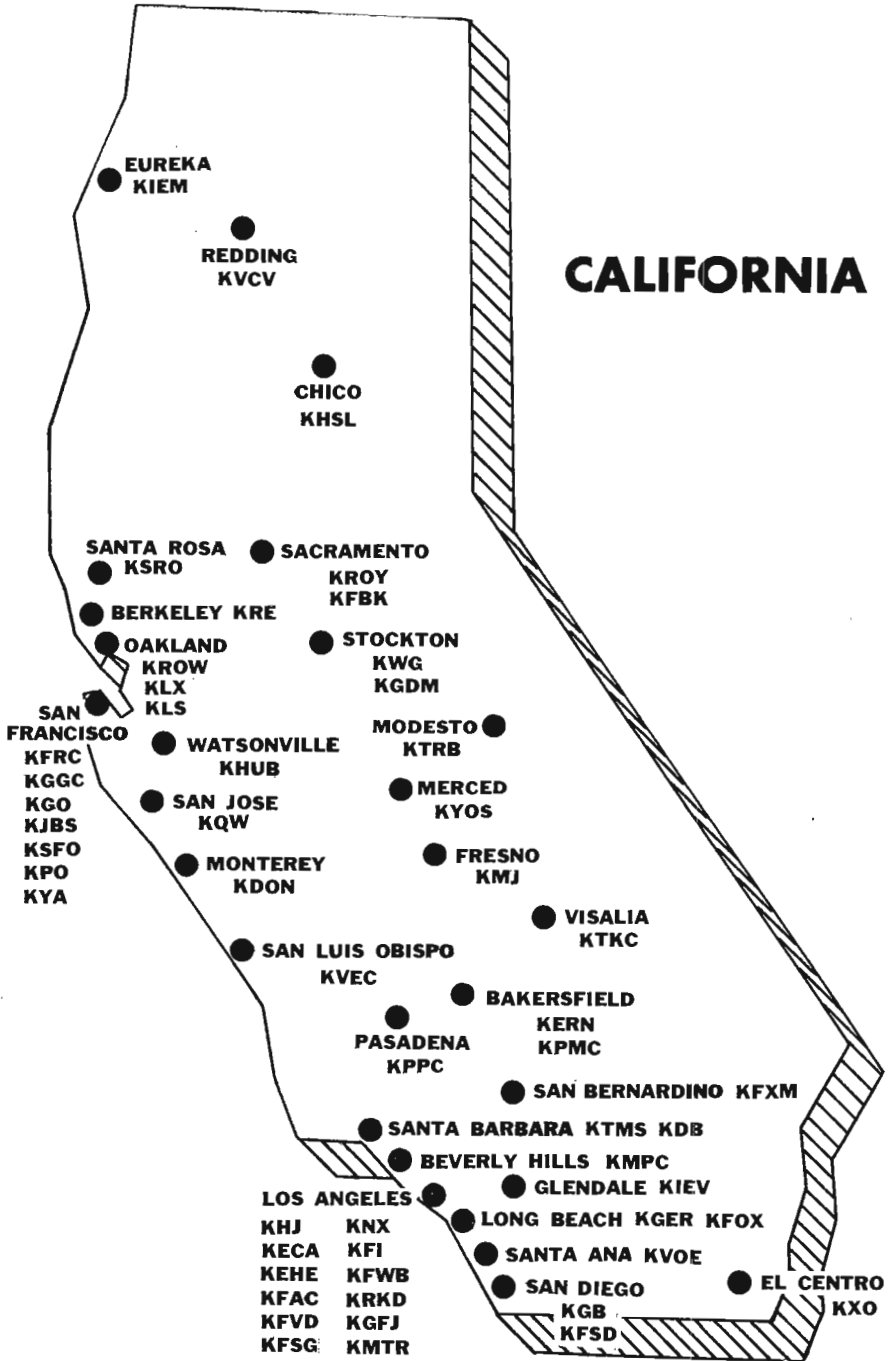 CALIFORNIA
EUREKA
KIEM
REDDING
KVCV
CHICO
KHSL
SANTA ROSA
KSRO
SACRAMENTO
KROY
KFBK
BERKELEY KRE
OAKLAND
KROW
KLX
KLS
STOCKTON
KWG
KGDM
SAN
FRANCISCO
KFRC
KGGC
KGO
KJBS
KSFO
KPO
KYA
WATSONVILLE
KHUB
MODESTO
KTRB
SAN JOSE
KQW
MERCED
KYOS
MONTEREY
KDON
FRESNO
KMJ
VISALIA
KTKC
SAN LUIS OBISPO
KVEC
BAKERSFIELD
KERN
KPMC
PASADENA
KPPC
SAN BERNARDINO KFXM
SANTA BARBARA KTMS KDB
BEVERLY HILLS KMPC
GLENDALE KIEV
LOS ANGELES
KHJ KNX
KECA KFI
KEHE KFWB
KFAC KRKD
KFVD KGFJ
KFSG KMTR
LONG BEACH KGER KFOX
SANTA ANA KVOE
SAN DIEGO
KGB
KFSD
EL CENTRO
KXO